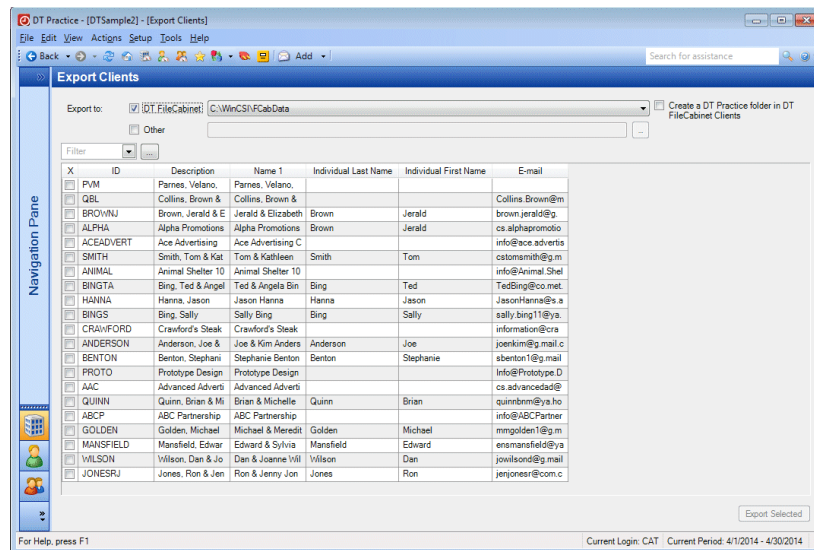 DT Practice - [DTSample2] - [Export Clients]
File Edit View Actions Setup Tools Help
Back Add Search for assistance
Export Clients
Export to: DT FileCabinet C:\WinCSI\FCabData Create a DT Practice folder in DT FileCabinet Clients
Other ...
Filter ...
X ID Description Name 1 Individual Last Name Individual First Name E-mail
PVM Parnes, Velano, Parnes, Velano,
QBL Collins, Brown & Collins, Brown & Collins.Brown@m
BROWNJ Brown, Jerald & E Jerald & Elizabeth Brown Jerald brown.jerald@g.
ALPHA Alpha Promotions Alpha Promotions Brown Jerald cs.alphapromotio
ACEADVERT Ace Advertising Ace Advertising C info@ace.advertis
SMITH Smith, Tom & Kat Tom & Kathleen Smith Tom cstomsmith@g.m
ANIMAL Animal Shelter 10 Animal Shelter 10 info@Animal.Shel
BINGTA Bing, Ted & Angel Ted & Angela Bin Bing Ted TedBing@co.met.
HANNA Hanna, Jason Jason Hanna Hanna Jason JasonHanna@s.a
BINGS Bing, Sally Sally Bing Bing Sally sally.bing11@ya.
CRAWFORD Crawford's Steak Crawford's Steak information@cra
ANDERSON Anderson, Joe & Joe & Kim Anders Anderson Joe joenkim@g.mail.c
BENTON Benton, Stephani Stephanie Benton Benton Stephanie sbenton1@g.mail
PROTO Prototype Design Prototype Design Info@Prototype.D
AAC Advanced Adverti Advanced Adverti cs.advancedad@
QUINN Quinn, Brian & Mi Brian & Michelle Quinn Brian quinnbnm@ya.ho
ABCP ABC Partnership ABC Partnership info@ABCPartner
GOLDEN Golden, Michael Michael & Meredit Golden Michael mmgolden1@g.m
MANSFIELD Mansfield, Edwar Edward & Sylvia Mansfield Edward ensmansfield@ya
WILSON Wilson, Dan & Jo Dan & Joanne Wil Wilson Dan jowilsond@g.mail
JONESRJ Jones, Ron & Jen Ron & Jenny Jon Jones Ron jenjonesr@com.c
Navigation Pane
Export Selected
For Help, press F1 Current Login: CAT Current Period: 4/1/2014 - 4/30/2014